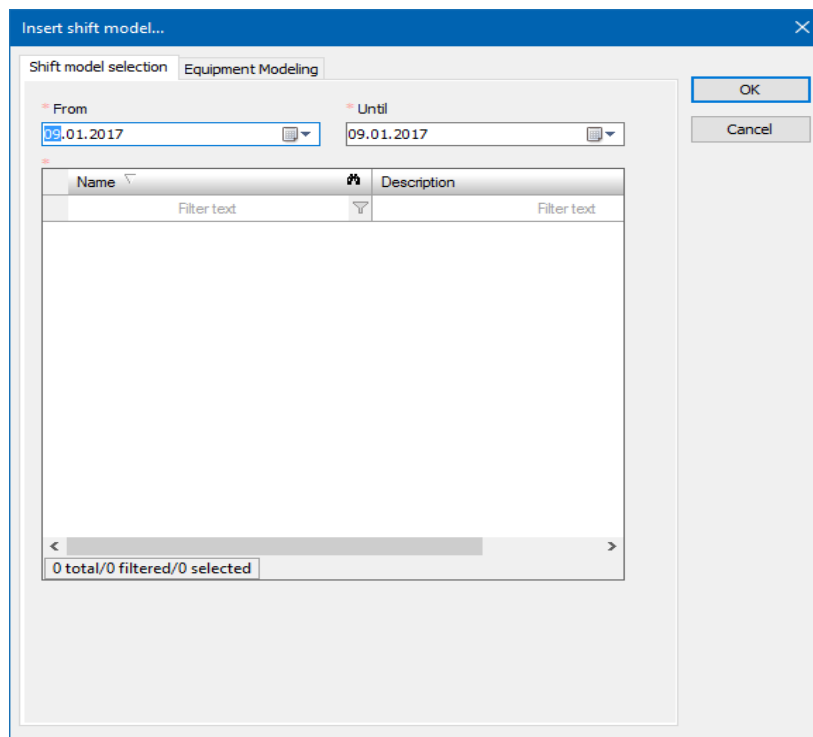 Insert shift model...
Shift model selection Equipment Modeling
OK
* From * Until
09.01.2017 09.01.2017
Cancel
*
Name Description
Filter text Filter text
0 total/0 filtered/0 selected